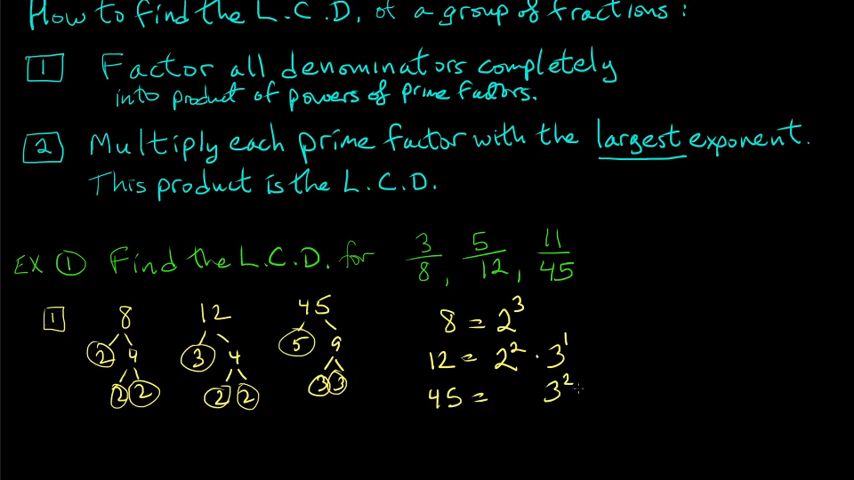 How to find the L.C.D. of a group of fractions:
1 Factor all denominators completely
into product of powers of prime factors.
2 Multiply each prime factor with the largest exponent.
This product is the L.C.D.
EX ① Find the L.C.D. for 3/8, 5/12, 11/45
1 8 12 45
2 4 3 4 5 9
2 2 2 2 3 3
8 = 2³
12 = 2² · 3¹
45 = 3² ·